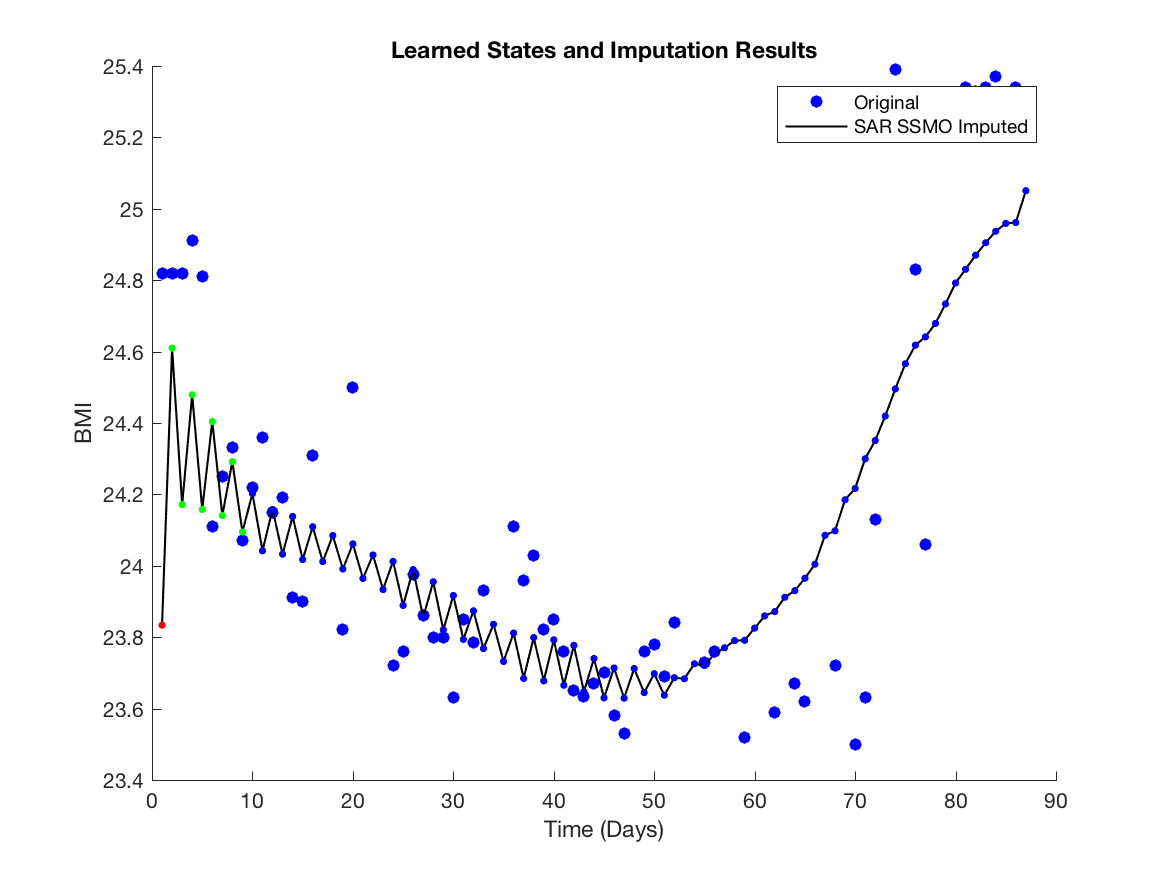 Learned States and Imputation Results
25.4
25.2
25
24.8
24.6
24.4
24.2
24
23.8
23.6
23.4
BMI
Original
SAR SSMO Imputed
0 10 20 30 40 50 60 70 80 90
Time (Days)